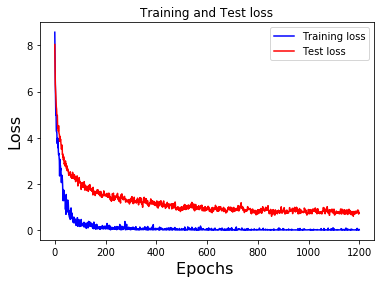 Training and Test loss
Training loss
Test loss
Loss
8
6
4
2
0
0 200 400 600 800 1000 1200
Epochs